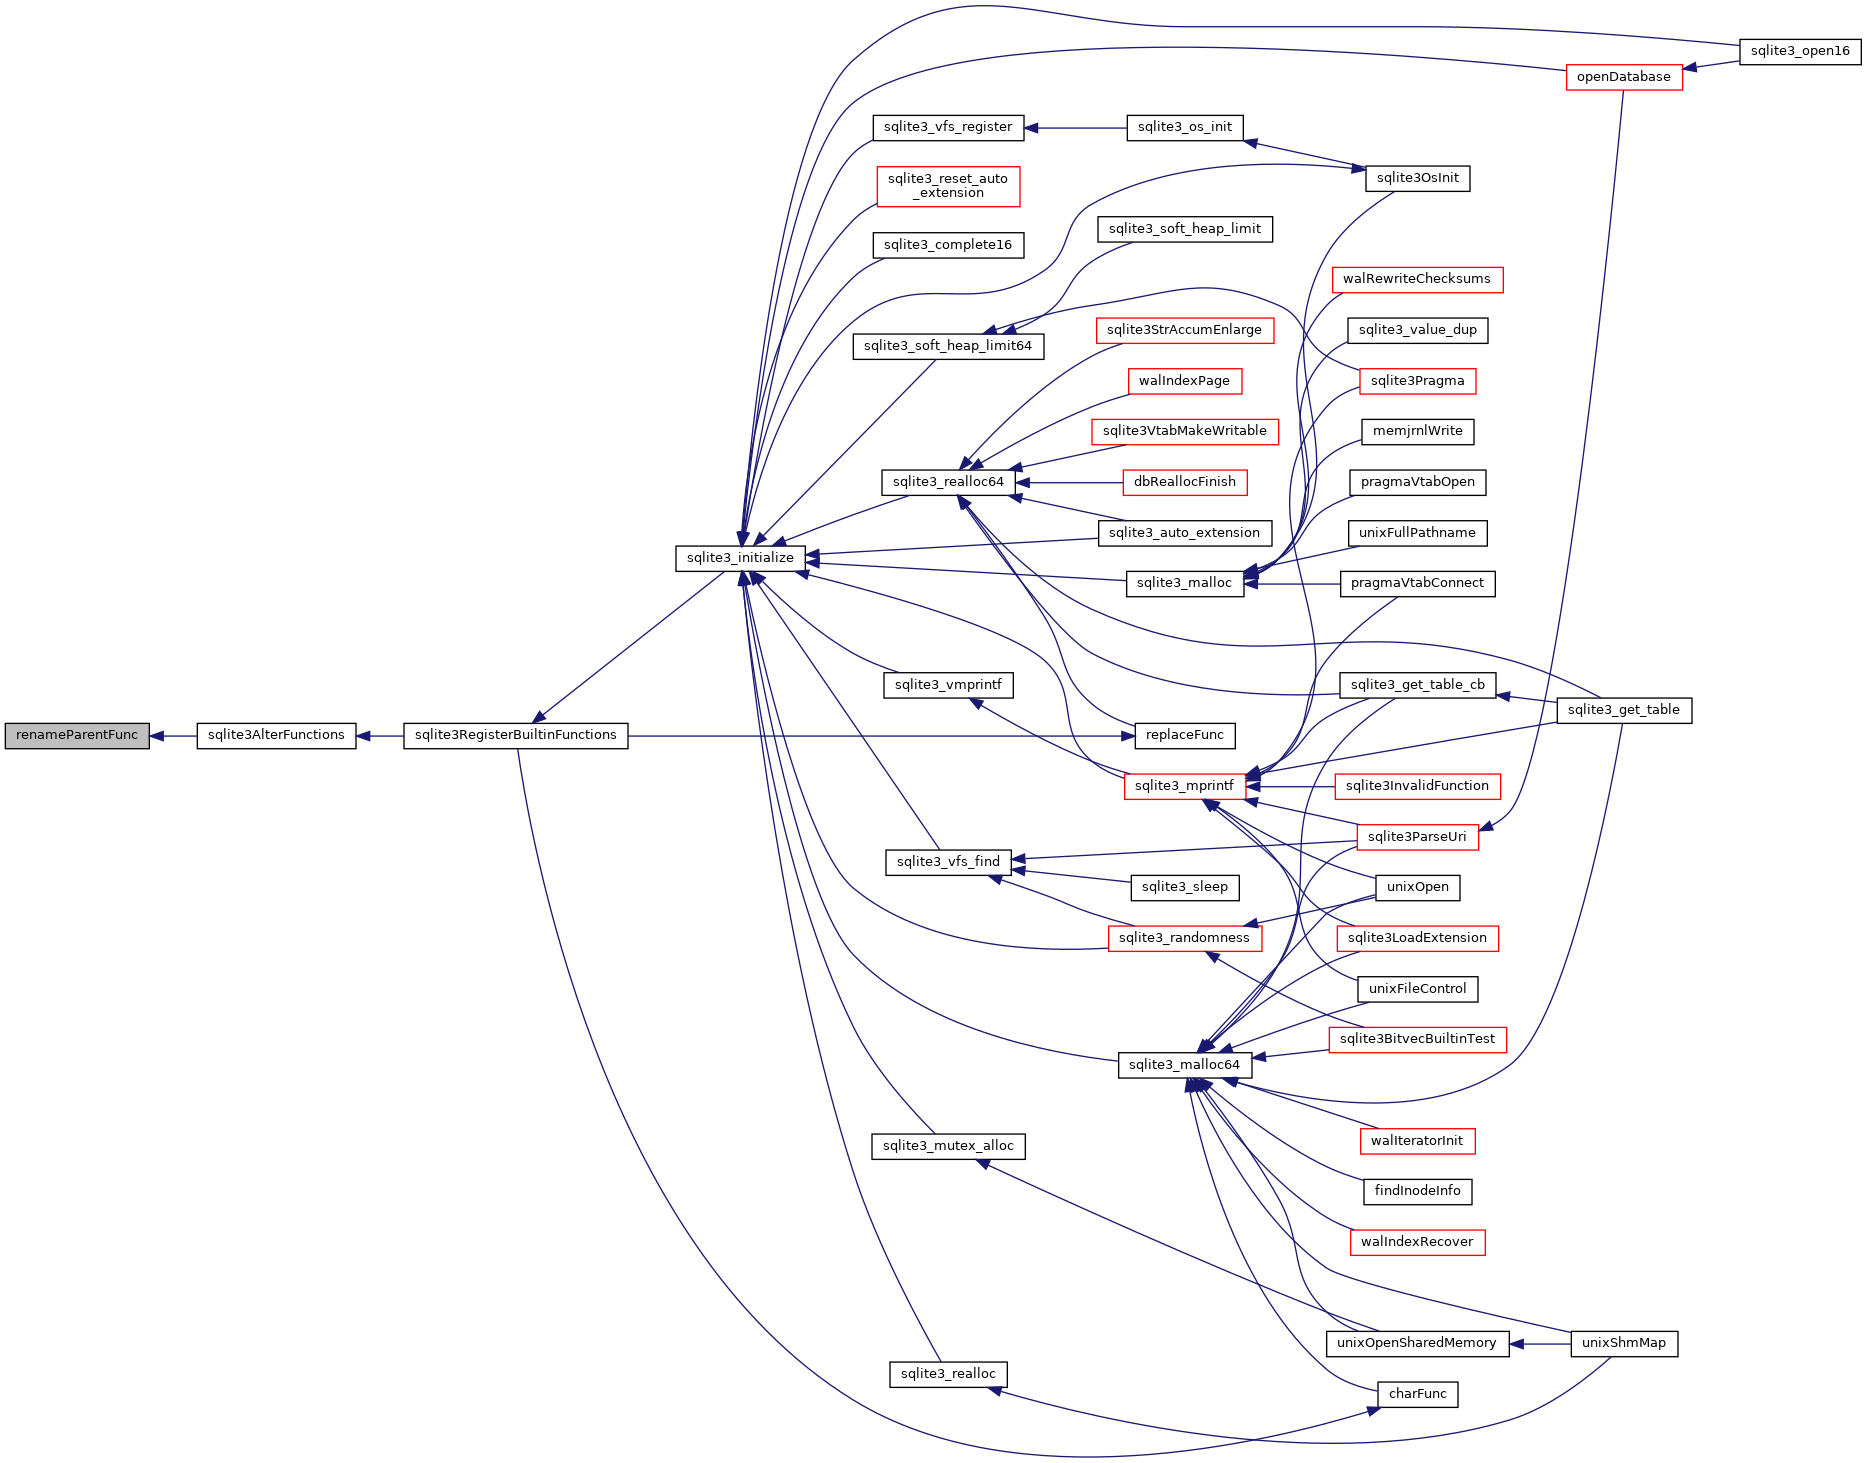 sqlite3_open16
openDatabase
sqlite3_vfs_register
sqlite3_os_init
sqlite3_reset_auto
_extension
sqlite3OsInit
sqlite3_complete16
sqlite3_soft_heap_limit
walRewriteChecksums
sqlite3_soft_heap_limit64
sqlite3StrAccumEnlarge
sqlite3_value_dup
walIndexPage
sqlite3Pragma
sqlite3VtabMakeWritable
memjrnlWrite
sqlite3_realloc64
dbReallocFinish
pragmaVtabOpen
sqlite3_auto_extension
unixFullPathname
sqlite3_initialize
sqlite3_malloc
pragmaVtabConnect
sqlite3_vmprintf
sqlite3_get_table_cb
sqlite3_get_table
renameParentFunc
sqlite3AlterFunctions
sqlite3RegisterBuiltinFunctions
replaceFunc
sqlite3_mprintf
sqlite3InvalidFunction
sqlite3ParseUri
sqlite3_vfs_find
sqlite3_sleep
unixOpen
sqlite3_randomness
sqlite3LoadExtension
unixFileControl
sqlite3BitvecBuiltinTest
sqlite3_malloc64
sqlite3_mutex_alloc
walIteratorInit
findInodeInfo
walIndexRecover
unixOpenSharedMemory
unixShmMap
sqlite3_realloc
charFunc